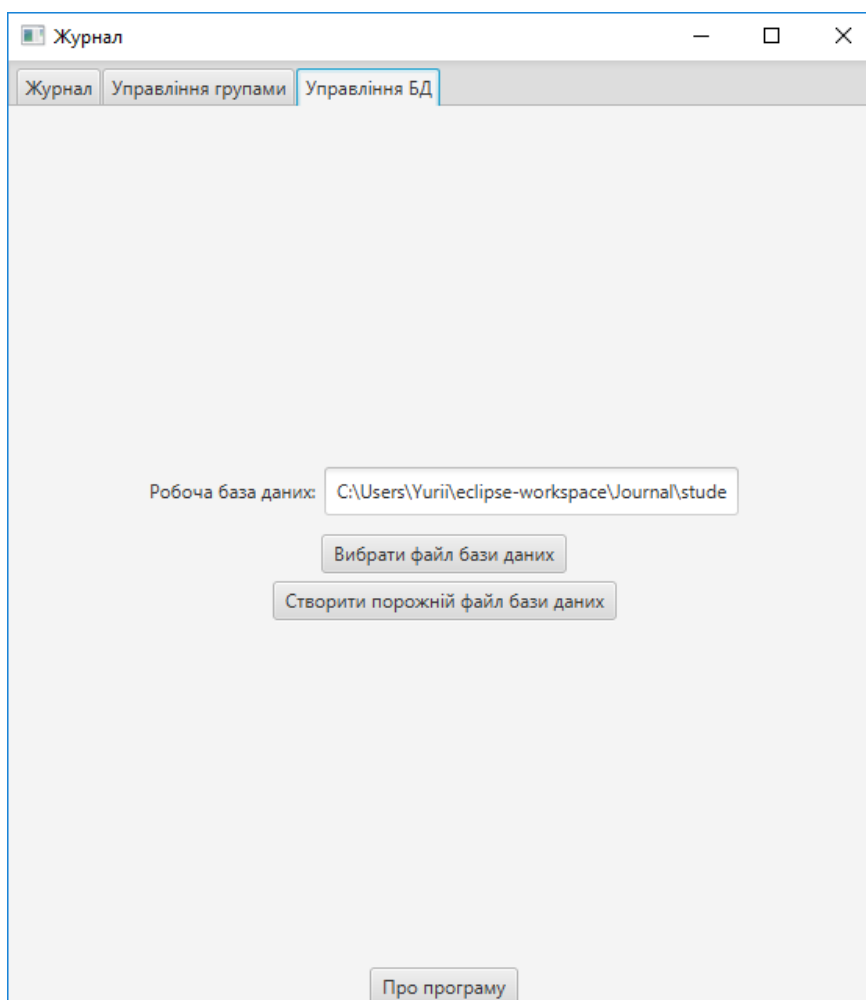 Журнал
Журнал Управління групами Управління БД
Робоча база даних: C:\Users\Yurii\eclipse-workspace\Journal\stude
Вибрати файл бази даних
Створити порожній файл бази даних
Про програму